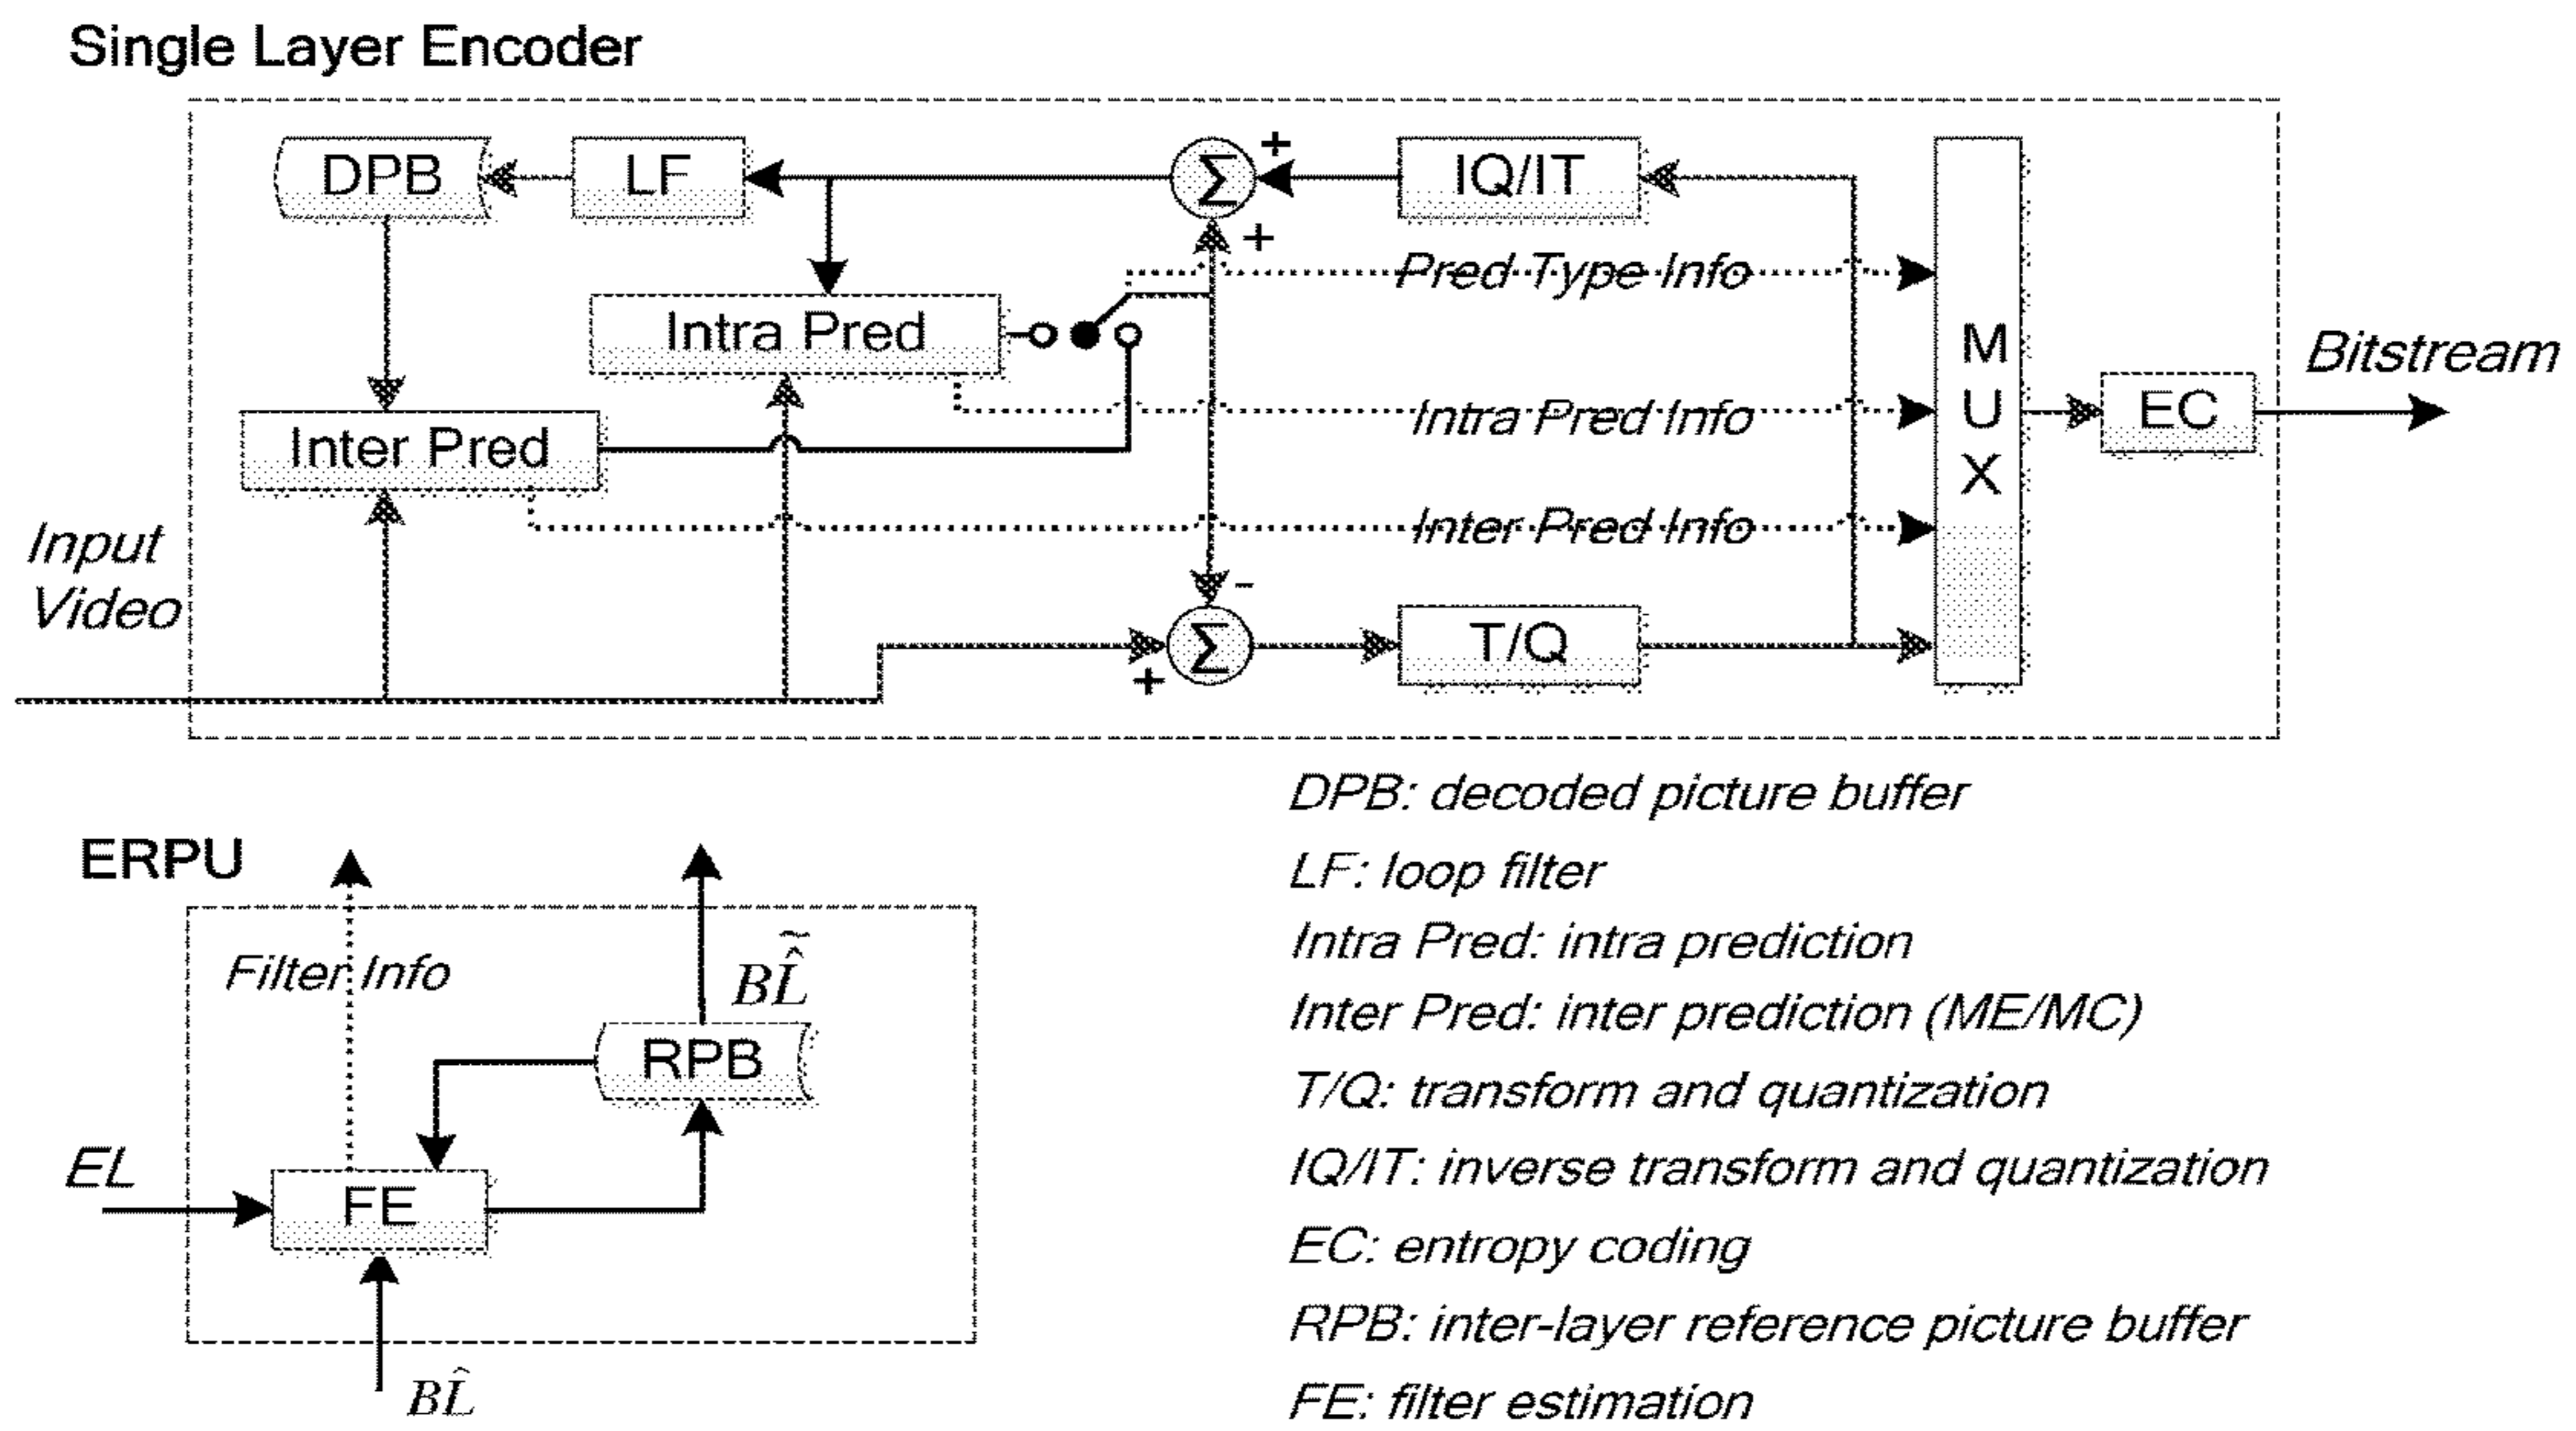 Single Layer Encoder
DPB
LF
Σ
+
+
IQ/IT
Pred Type Info
Intra Pred
M
U
X
Bitstream
EC
Intra Pred Info
Inter Pred
Inter Pred Info
Input
Video
-
Σ
+
T/Q
ERPU
Filter Info
B\tilde{\hat{L}}
RPB
EL
FE
B\hat{L}
DPB: decoded picture buffer
LF: loop filter
Intra Pred: intra prediction
Inter Pred: inter prediction (ME/MC)
T/Q: transform and quantization
IQ/IT: inverse transform and quantization
EC: entropy coding
RPB: inter-layer reference picture buffer
FE: filter estimation